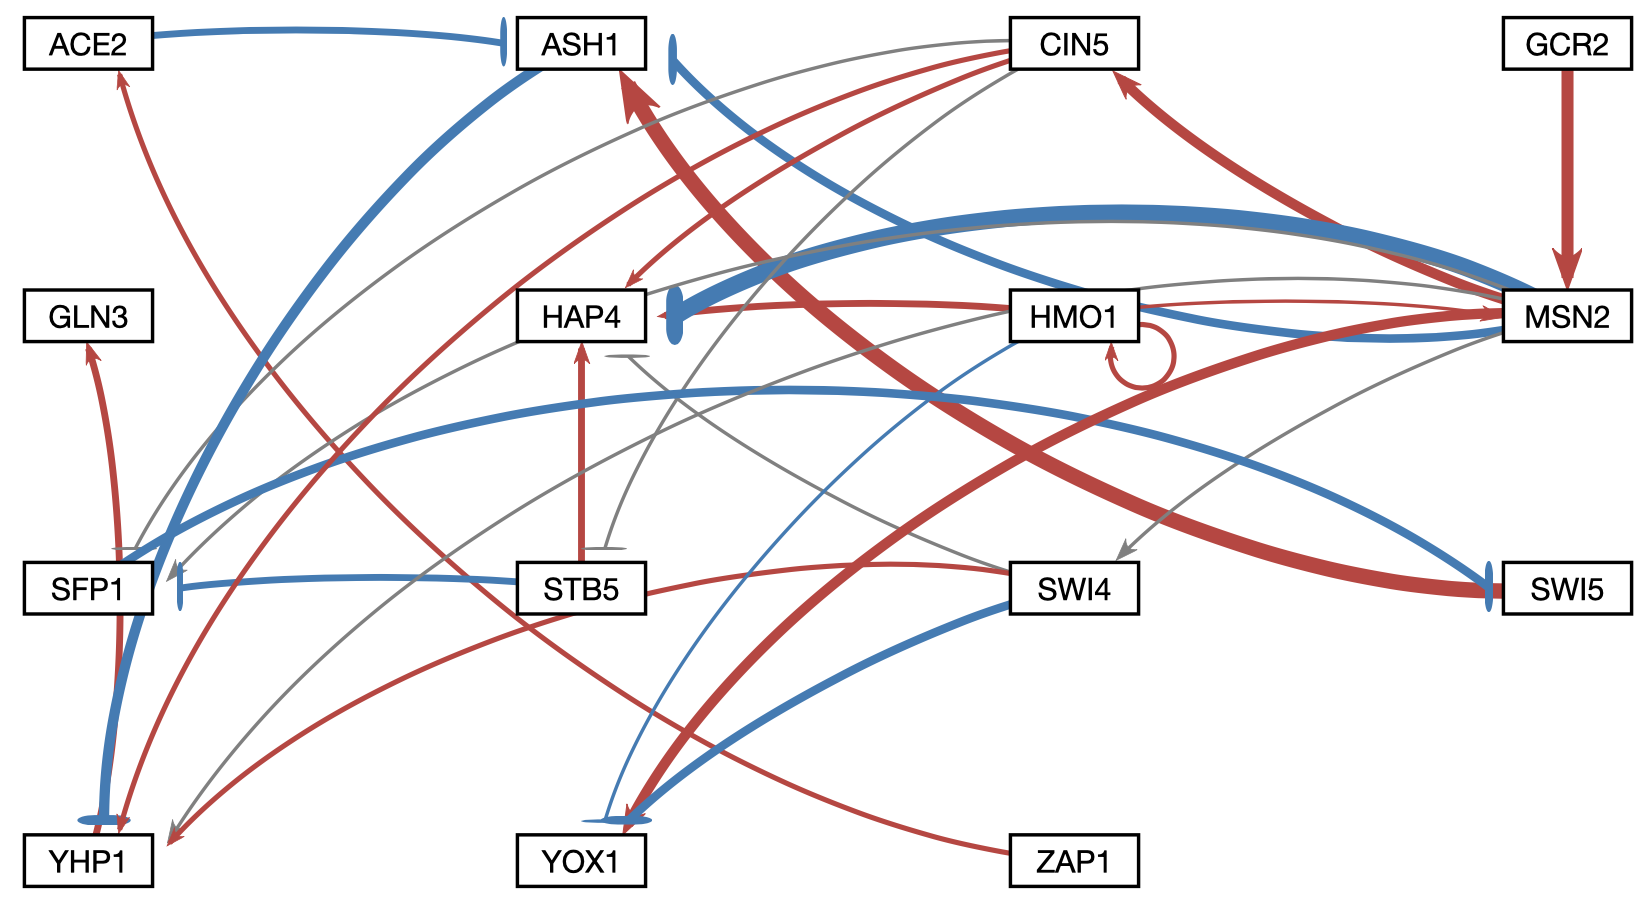 ACE2
ASH1
CIN5
GCR2
GLN3
HAP4
HMO1
MSN2
SFP1
STB5
SWI4
SWI5
YHP1
YOX1
ZAP1